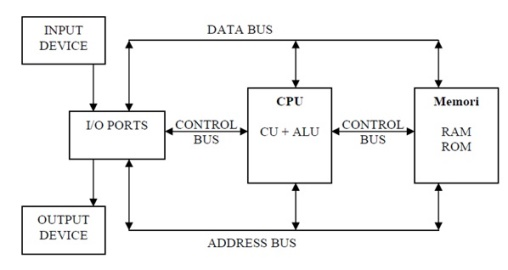 INPUT
DEVICE
DATA BUS
I/O PORTS
CONTROL
BUS
CPU
CU + ALU
CONTROL
BUS
Memori
RAM
ROM
OUTPUT
DEVICE
ADDRESS BUS